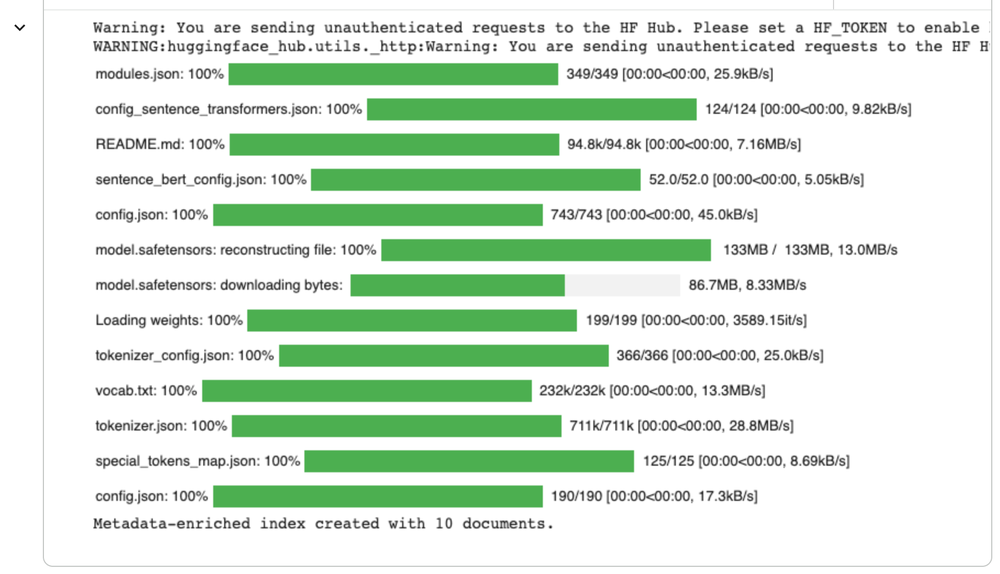 Warning: You are sending unauthenticated requests to the HF Hub. Please set a HF_TOKEN to enable
WARNING:huggingface_hub.utils._http:Warning: You are sending unauthenticated requests to the HF H
modules.json: 100% 349/349 [00:00<00:00, 25.9kB/s]
config_sentence_transformers.json: 100% 124/124 [00:00<00:00, 9.82kB/s]
README.md: 100% 94.8k/94.8k [00:00<00:00, 7.16MB/s]
sentence_bert_config.json: 100% 52.0/52.0 [00:00<00:00, 5.05kB/s]
config.json: 100% 743/743 [00:00<00:00, 45.0kB/s]
model.safetensors: reconstructing file: 100% 133MB / 133MB, 13.0MB/s
model.safetensors: downloading bytes: 86.7MB, 8.33MB/s
Loading weights: 100% 199/199 [00:00<00:00, 3589.15it/s]
tokenizer_config.json: 100% 366/366 [00:00<00:00, 25.0kB/s]
vocab.txt: 100% 232k/232k [00:00<00:00, 13.3MB/s]
tokenizer.json: 100% 711k/711k [00:00<00:00, 28.8MB/s]
special_tokens_map.json: 100% 125/125 [00:00<00:00, 8.69kB/s]
config.json: 100% 190/190 [00:00<00:00, 17.3kB/s]
Metadata-enriched index created with 10 documents.